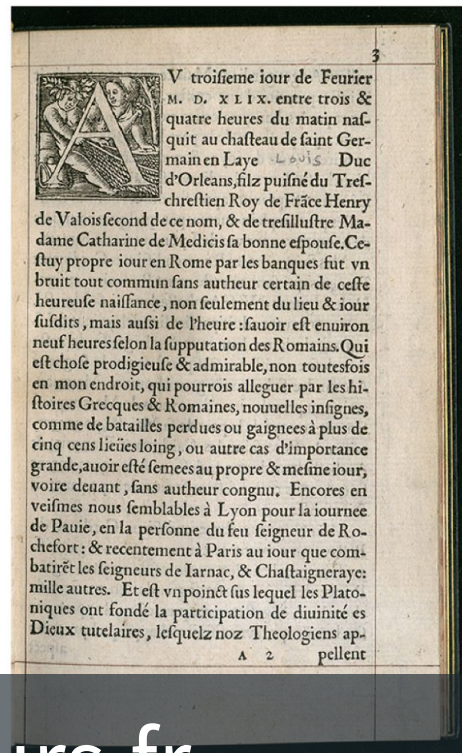 3
AV troiſieme iour de Feurier
M. D. XLIX. entre trois &
quatre heures du matin naſ-
quit au chaſteau de ſaint Ger-
main en Laye Louis Duc
d'Orleans, filz puiſné du Treſ-
chreſtien Roy de Frãce Henry
de Valois ſecond de ce nom, & de treſilluſtre Ma-
dame Catharine de Medicis ſa bonne eſpouſe. Ce-
ſtuy propre iour en Rome par les banques fut vn
bruit tout commun ſans autheur certain de ceſte
heureuſe naiſſance, non ſeulement du lieu & iour
ſuſdits, mais auſsi de l'heure : ſauoir eſt enuiron
neuf heures ſelon la ſupputation des Romains. Qui
eſt choſe prodigieuſe & admirable, non toutesfois
en mon endroit, qui pourrois alleguer par les hi-
ſtoires Grecques & Romaines, nouuelles inſignes,
comme de batailles perdues ou gaignees à plus de
cinq cens lieües loing, ou autre cas d'importance
grande, auoir eſté ſemees au propre & meſme iour,
voire deuant, ſans autheur congnu. Encores en
veiſmes nous ſemblables à Lyon pour la iournee
de Pauie, en la perſonne du feu ſeigneur de Ro-
chefort : & recentement à Paris au iour que com-
batirẽt les ſeigneurs de Iarnac, & Chaſtaigneraye:
mille autres. Et eſt vn poinct ſus lequel les Plato-
niques ont fondé la participation de diuinité es
Dieux tutelaires, leſquelz noz Theologiens ap-
A 2 pellent